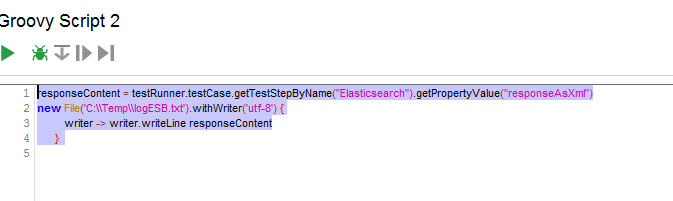 Groovy Script 2
1 responseContent = testRunner.testCase.getTestStepByName("Elasticsearch").getPropertyValue("responseAsXml")
2 new File('C:\\Temp\\logESB.txt').withWriter('utf-8') {
3 writer -> writer.writeLine responseContent
4 }
5